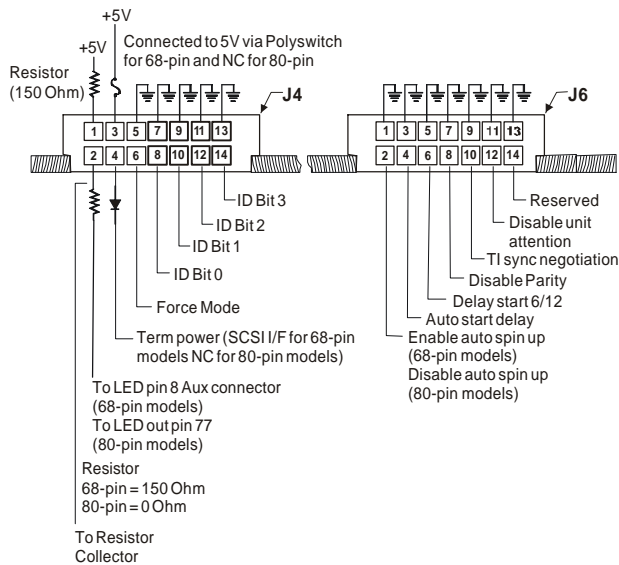 +5V
+5V
Connected to 5V via Polyswitch
for 68-pin and NC for 80-pin
Resistor
(150 Ohm)
J4
J6
1 3 5 7 9 11 13
2 4 6 8 10 12 14
1 3 5 7 9 11 13
2 4 6 8 10 12 14
ID Bit 3
ID Bit 2
ID Bit 1
ID Bit 0
Force Mode
Term power (SCSI I/F for 68-pin
models NC for 80-pin models)
To LED pin 8 Aux connector
(68-pin models)
To LED out pin 77
(80-pin models)
Resistor
68-pin = 150 Ohm
80-pin = 0 Ohm
To Resistor
Collector
Reserved
Disable unit
attention
TI sync negotiation
Disable Parity
Delay start 6/12
Auto start delay
Enable auto spin up
(68-pin models)
Disable auto spin up
(80-pin models)